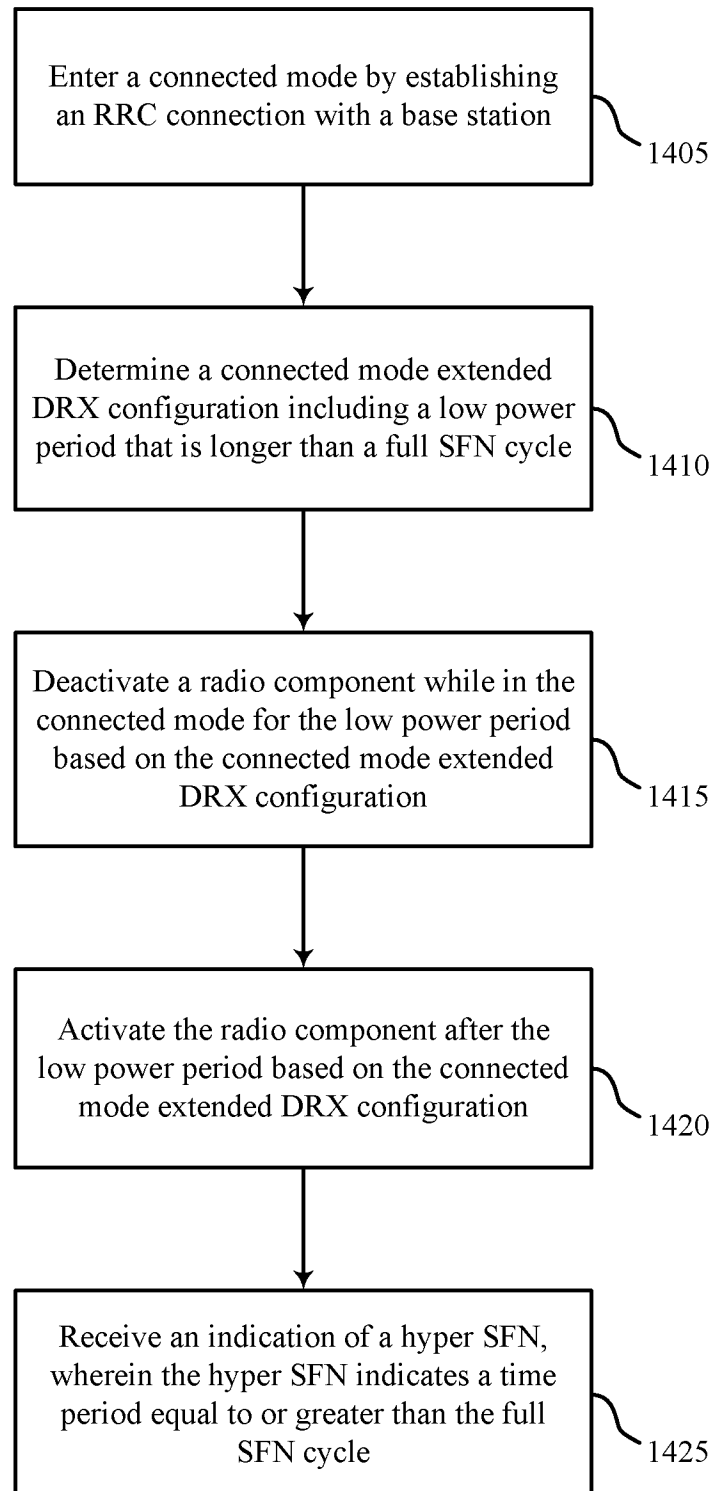 Enter a connected mode by establishing
an RRC connection with a base station
1405
Determine a connected mode extended
DRX configuration including a low power
period that is longer than a full SFN cycle
1410
Deactivate a radio component while in the
connected mode for the low power period
based on the connected mode extended
DRX configuration
1415
Activate the radio component after the
low power period based on the connected
mode extended DRX configuration
1420
Receive an indication of a hyper SFN,
wherein the hyper SFN indicates a time
period equal to or greater than the full
SFN cycle
1425